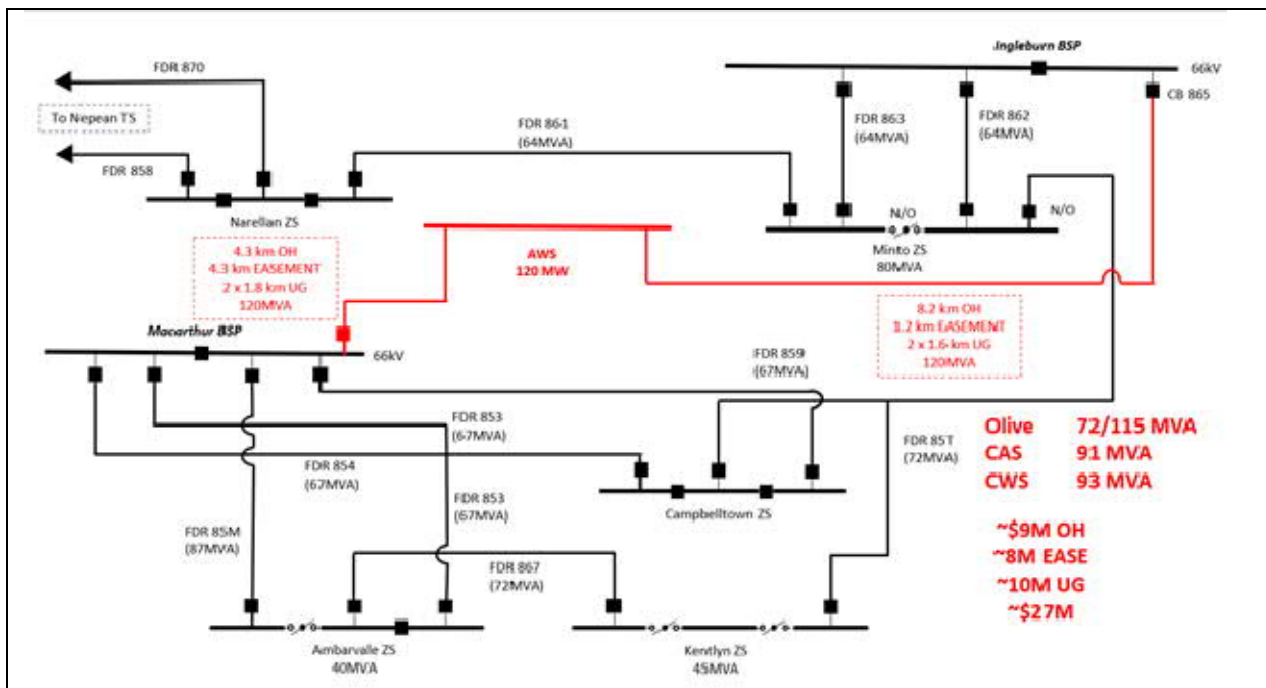 Ingleburn BSP
66kV
CB 865
FDR 870
To Nepean TS
FDR 858
FDR 861
(64MVA)
FDR 863
(64MVA)
FDR 862
(64MVA)
Narellan ZS
N/O
N/O
Minto ZS
80MVA
AWS
120 MW
4.3 km OH
4.3 km EASEMENT
2 x 1.8 km UG
120MVA
8.2 km OH
1.2 km EASEMENT
2 x 1.6 km UG
120MVA
Macarthur BSP
66kV
FDR 859
(67MVA)
FDR 853
(67MVA)
FDR 854
(67MVA)
FDR 853
(67MVA)
FDR 85M
(87MVA)
FDR 85T
(72MVA)
Campbelltown ZS
FDR 867
(72MVA)
Ambarvale ZS
40MVA
Kentlyn ZS
45MVA
Olive 72/115 MVA
CAS 91 MVA
CWS 93 MVA
~$9M OH
~8M EASE
~10M UG
~$27M